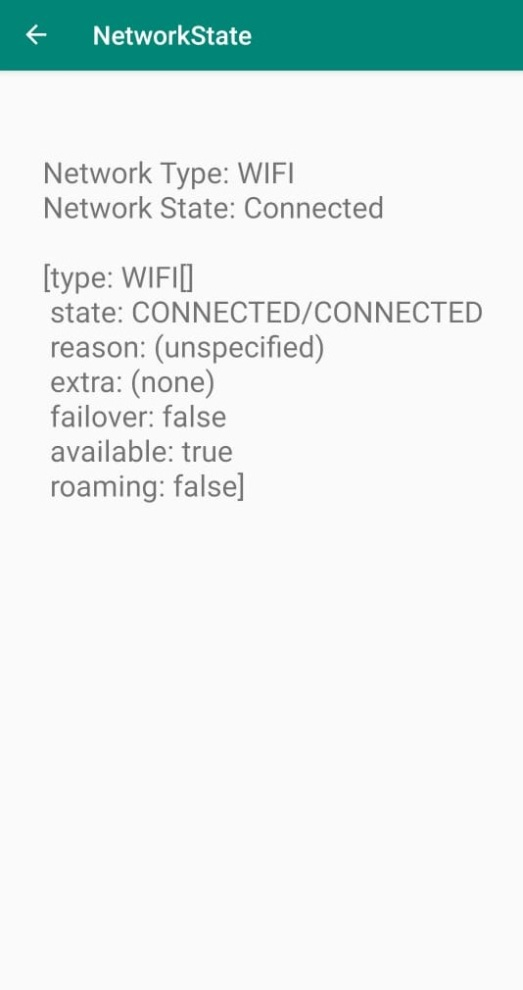 NetworkState
Network Type: WIFI
Network State: Connected
[type: WIFI[]
state: CONNECTED/CONNECTED
reason: (unspecified)
extra: (none)
failover: false
available: true
roaming: false]